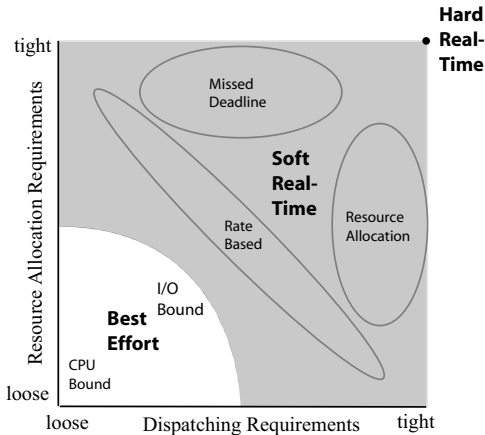 Hard
Real-
Time
tight
Missed
Deadline
Resource Allocation Requirements
Soft
Real-
Time
Resource
Allocation
Rate
Based
I/O
Bound
Best
Effort
CPU
Bound
loose
loose
Dispatching Requirements
tight